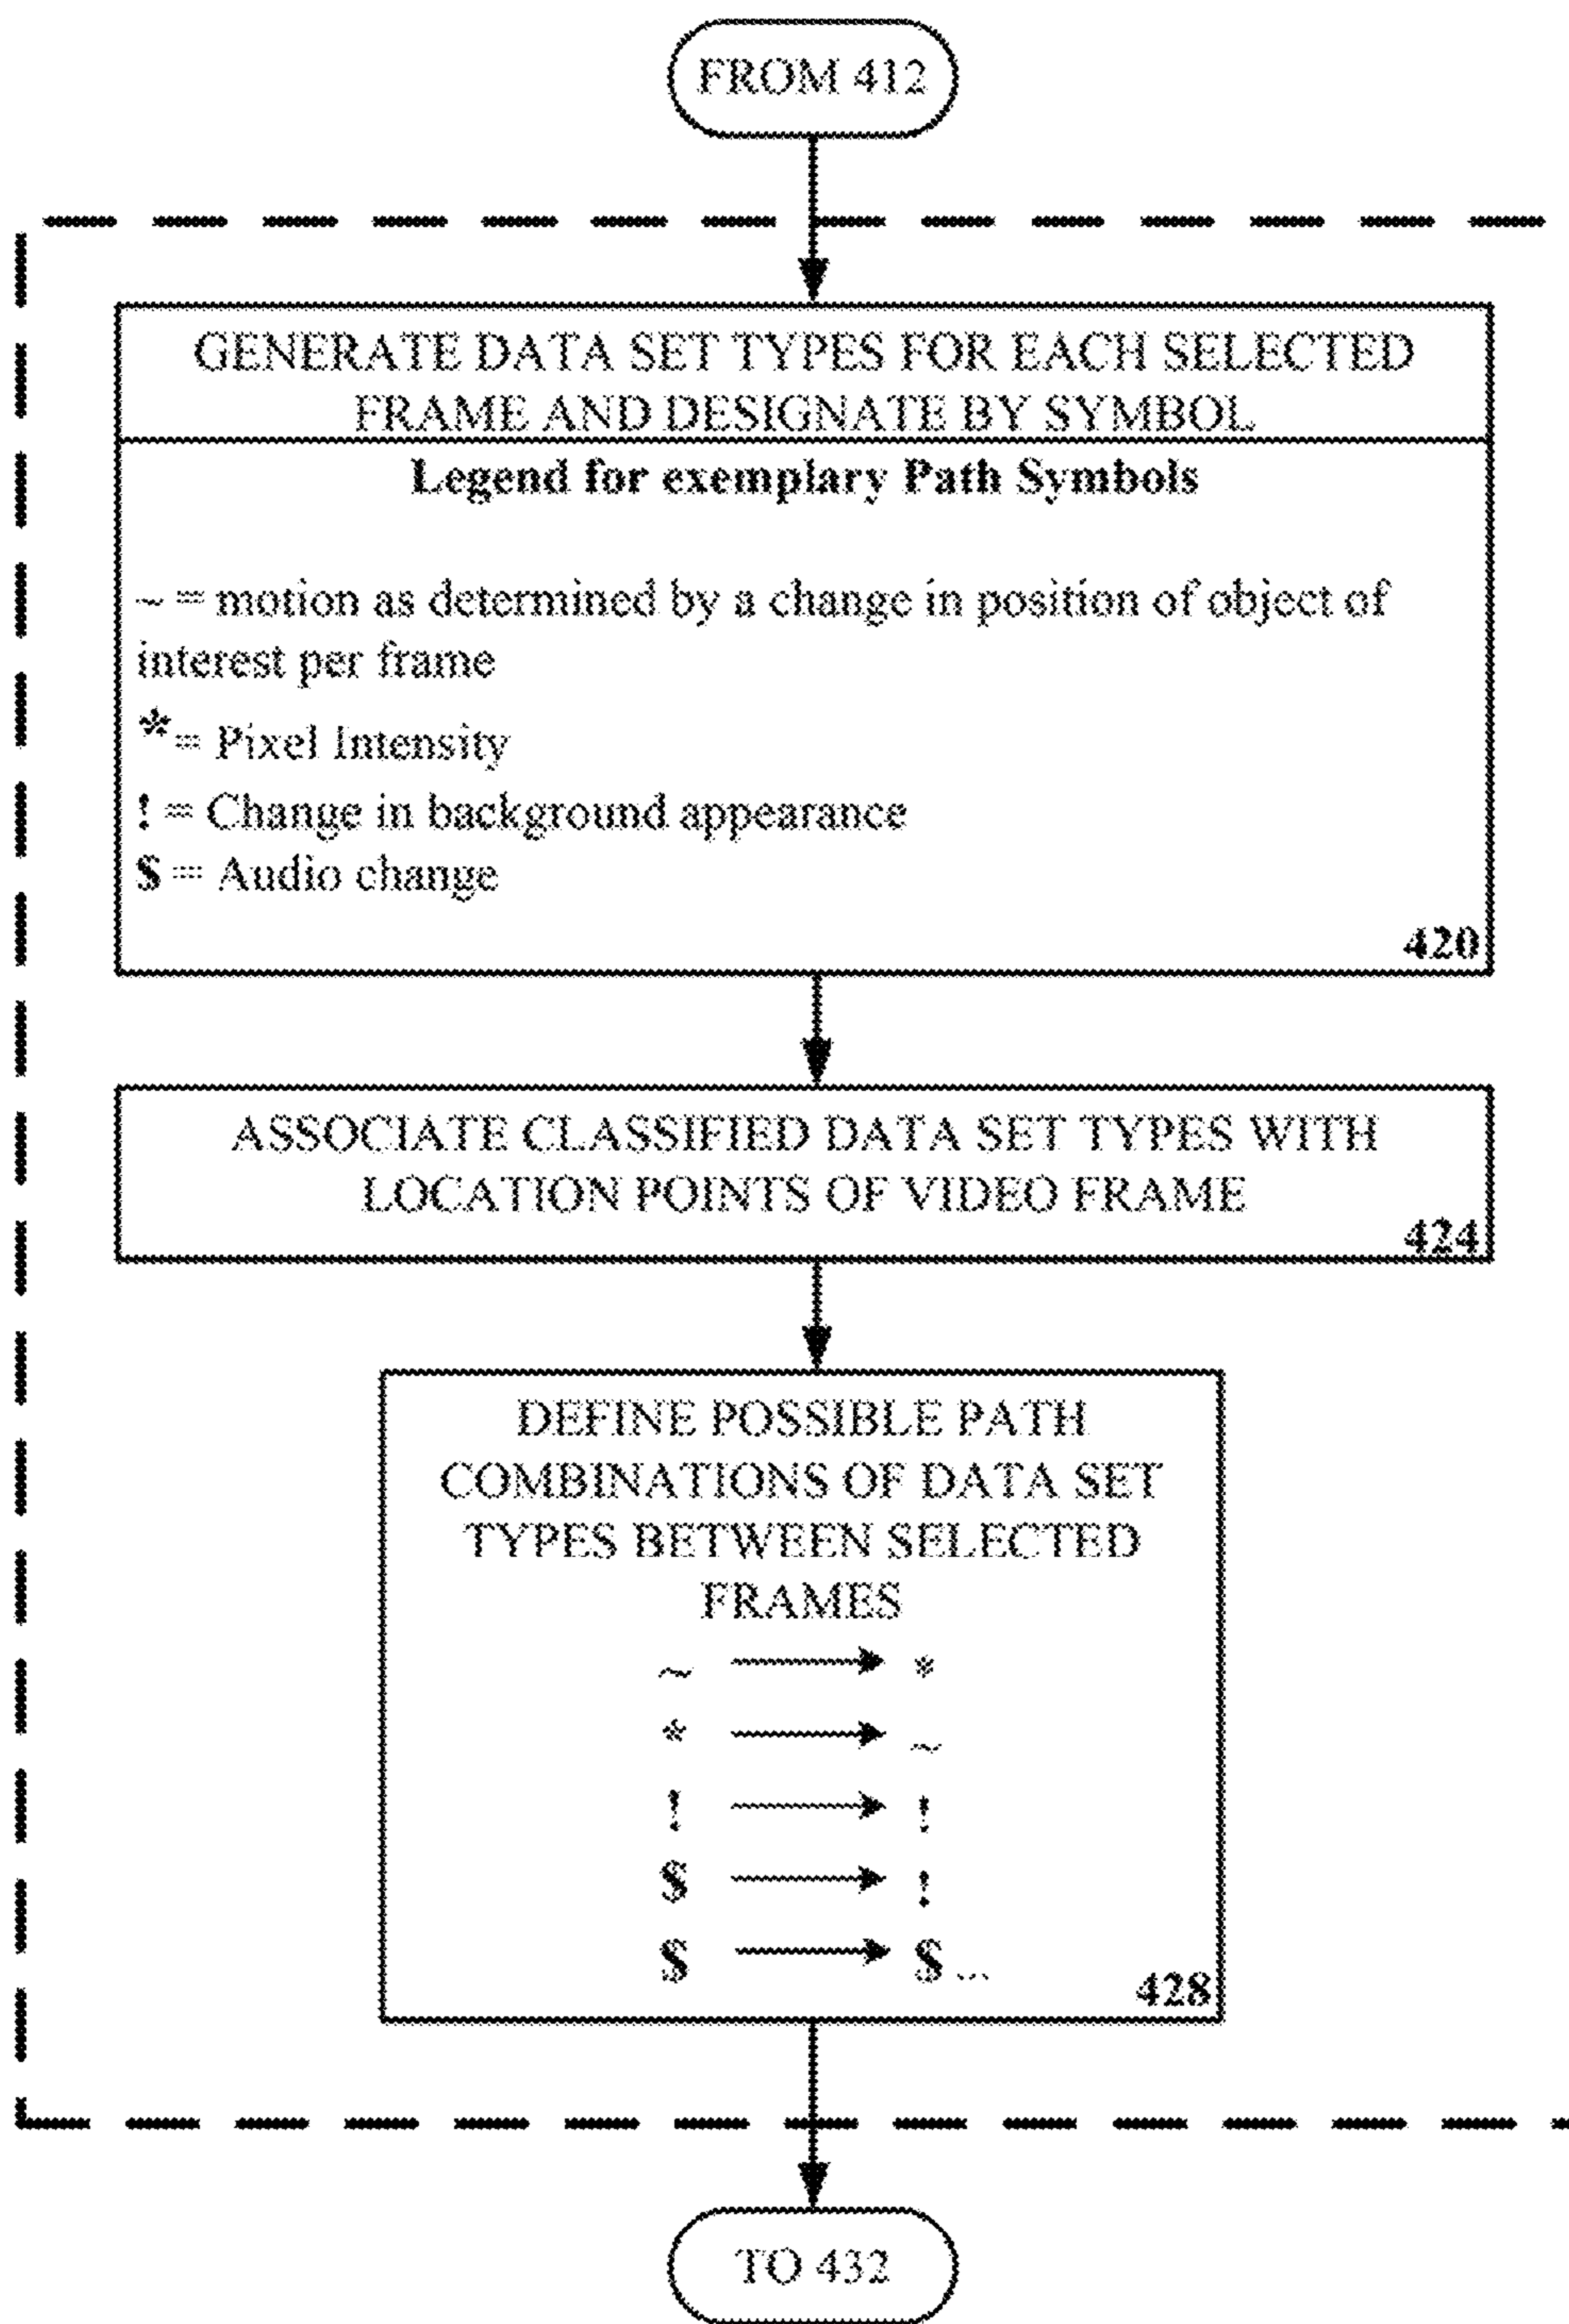 FROM 412
GENERATE DATA SET TYPES FOR EACH SELECTED
FRAME AND DESIGNATE BY SYMBOL
Legend for exemplary Path Symbols
~ = motion as determined by a change in position of object of
interest per frame
* = Pixel Intensity
! = Change in background appearance
$ = Audio change
420
ASSOCIATE CLASSIFIED DATA SET TYPES WITH
LOCATION POINTS OF VIDEO FRAME
424
DEFINE POSSIBLE PATH
COMBINATIONS OF DATA SET
TYPES BETWEEN SELECTED
FRAMES
~ → *
* → ~
! → !
$ → !
$ → $ ...
428
TO 432